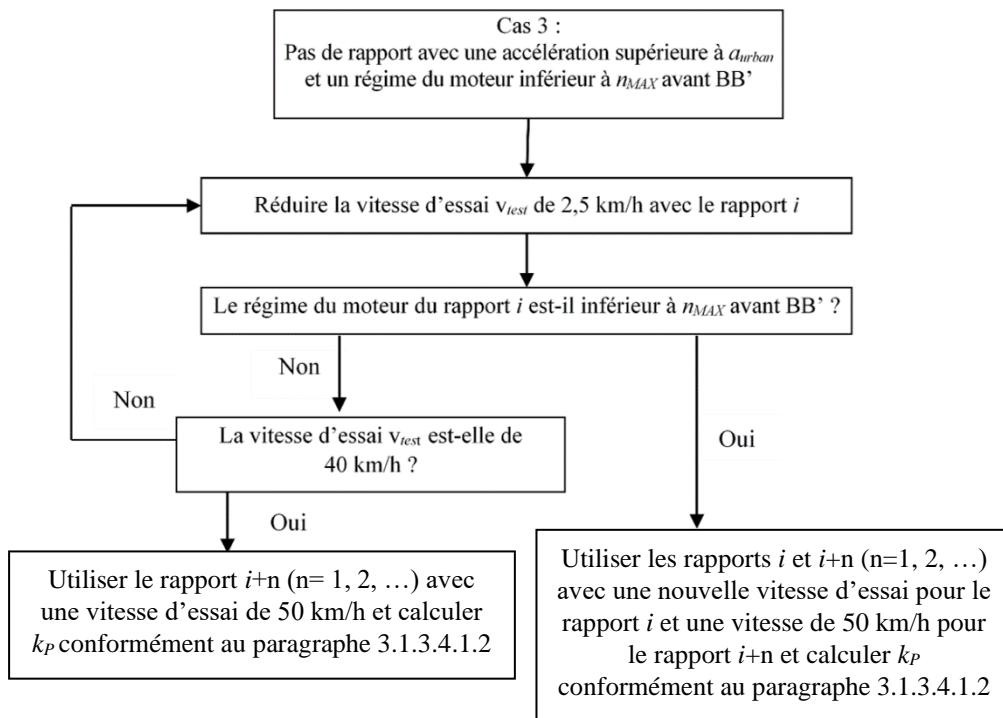 Cas 3 :
Pas de rapport avec une accélération supérieure à a_urban
et un régime du moteur inférieur à n_MAX avant BB’
Réduire la vitesse d’essai v_test de 2,5 km/h avec le rapport i
Le régime du moteur du rapport i est-il inférieur à n_MAX avant BB’ ?
Non
Non
La vitesse d’essai v_test est-elle de
40 km/h ?
Oui
Oui
Utiliser le rapport i+n (n= 1, 2, …) avec
une vitesse d’essai de 50 km/h et calculer
k_P conformément au paragraphe 3.1.3.4.1.2
Utiliser les rapports i et i+n (n=1, 2, …)
avec une nouvelle vitesse d’essai pour le
rapport i et une vitesse de 50 km/h pour
le rapport i+n et calculer k_P
conformément au paragraphe 3.1.3.4.1.2